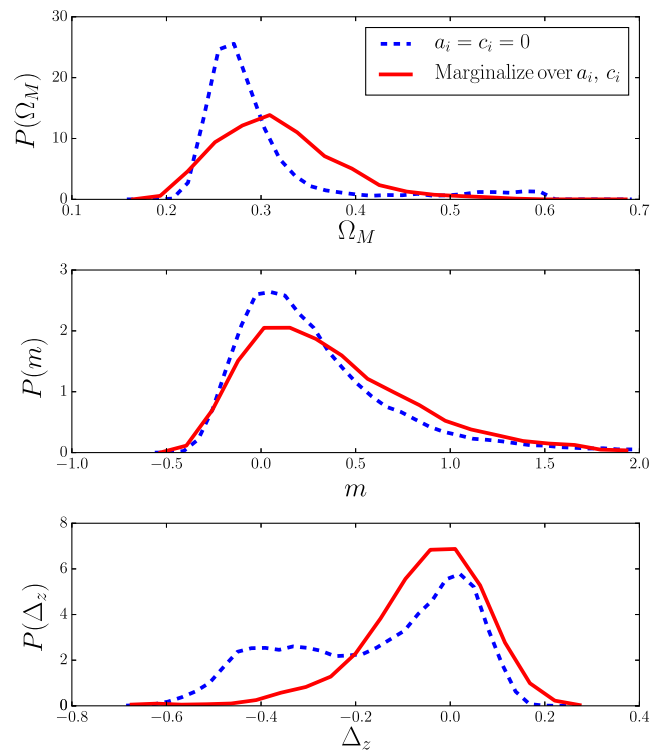 30
20
10
0
P(Ω_M)
a_i = c_i = 0
Marginalize over a_i, c_i
0.1 0.2 0.3 0.4 0.5 0.6 0.7
Ω_M
3
2
1
0
P(m)
−1.0 −0.5 0.0 0.5 1.0 1.5 2.0
m
8
6
4
2
0
P(Δ_z)
−0.8 −0.6 −0.4 −0.2 0.0 0.2 0.4
Δ_z